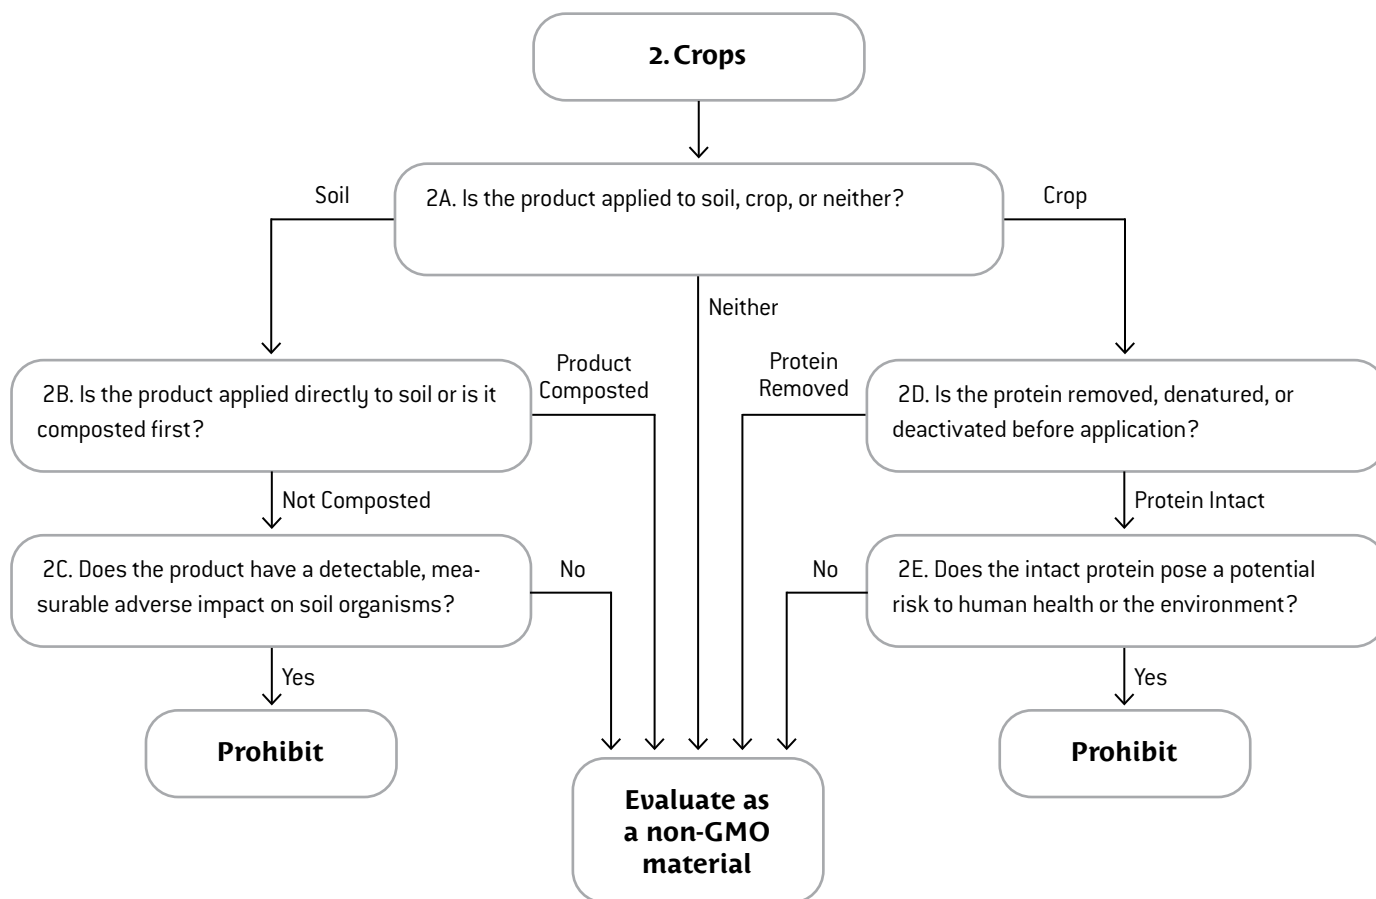 2. Crops
Soil
2A. Is the product applied to soil, crop, or neither?
Crop
Neither
Product
Composted
Protein
Removed
2B. Is the product applied directly to soil or is it
composted first?
2D. Is the protein removed, denatured, or
deactivated before application?
Not Composted
Protein Intact
2C. Does the product have a detectable, mea-
surable adverse impact on soil organisms?
No
No
2E. Does the intact protein pose a potential
risk to human health or the environment?
Yes
Yes
Prohibit
Prohibit
Evaluate as
a non-GMO
material